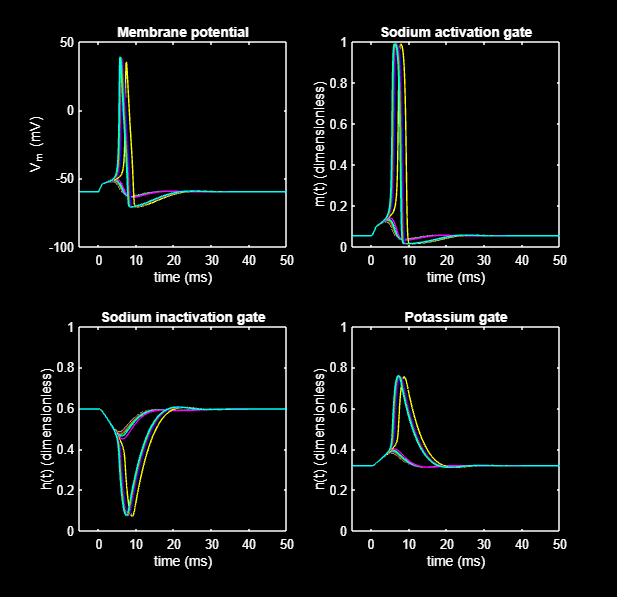 Membrane potential
50
0
-50
-100
V_m (mV)
0 10 20 30 40 50
time (ms)
Sodium activation gate
1
0.8
0.6
0.4
0.2
0
m(t) (dimensionless)
0 10 20 30 40 50
time (ms)
Sodium inactivation gate
1
0.8
0.6
0.4
0.2
0
h(t) (dimensionless)
0 10 20 30 40 50
time (ms)
Potassium gate
1
0.8
0.6
0.4
0.2
0
n(t) (dimensionless)
0 10 20 30 40 50
time (ms)